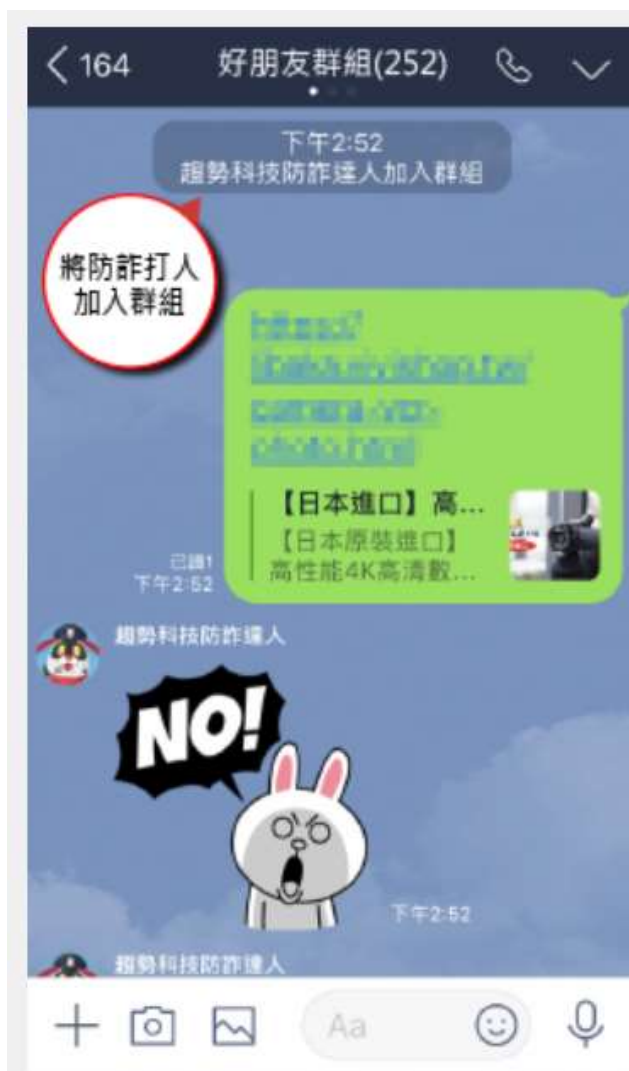 164
好朋友群組(252)
下午2:52
趨勢科技防詐達人加入群組
將防詐打人
加入群組
【日本進口】高...
【日本原裝進口】
高性能4K高清數...
已讀1
下午2:52
趨勢科技防詐達人
NO!
下午2:52
趨勢科技防詐達人
Aa